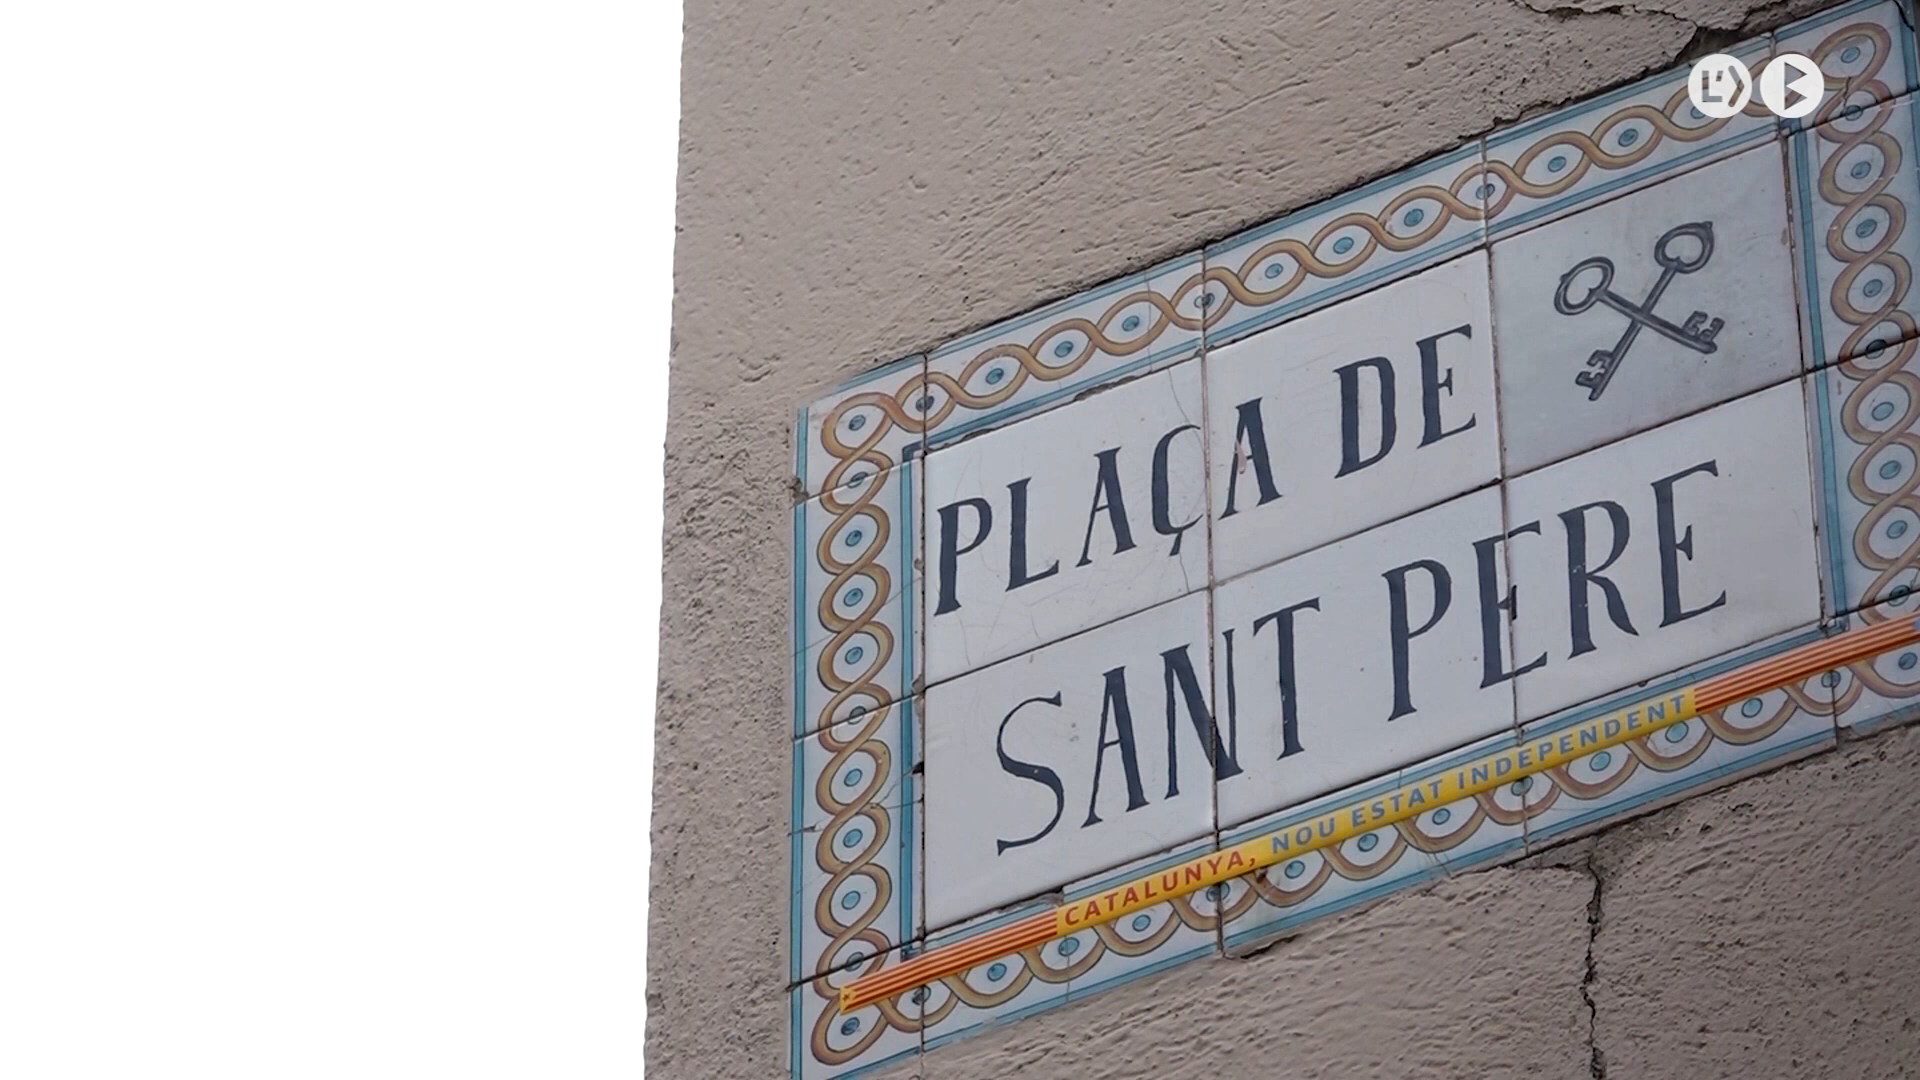 L'
PLAÇA DE
SANT PERE
CATALUNYA, NOU ESTAT INDEPENDENT